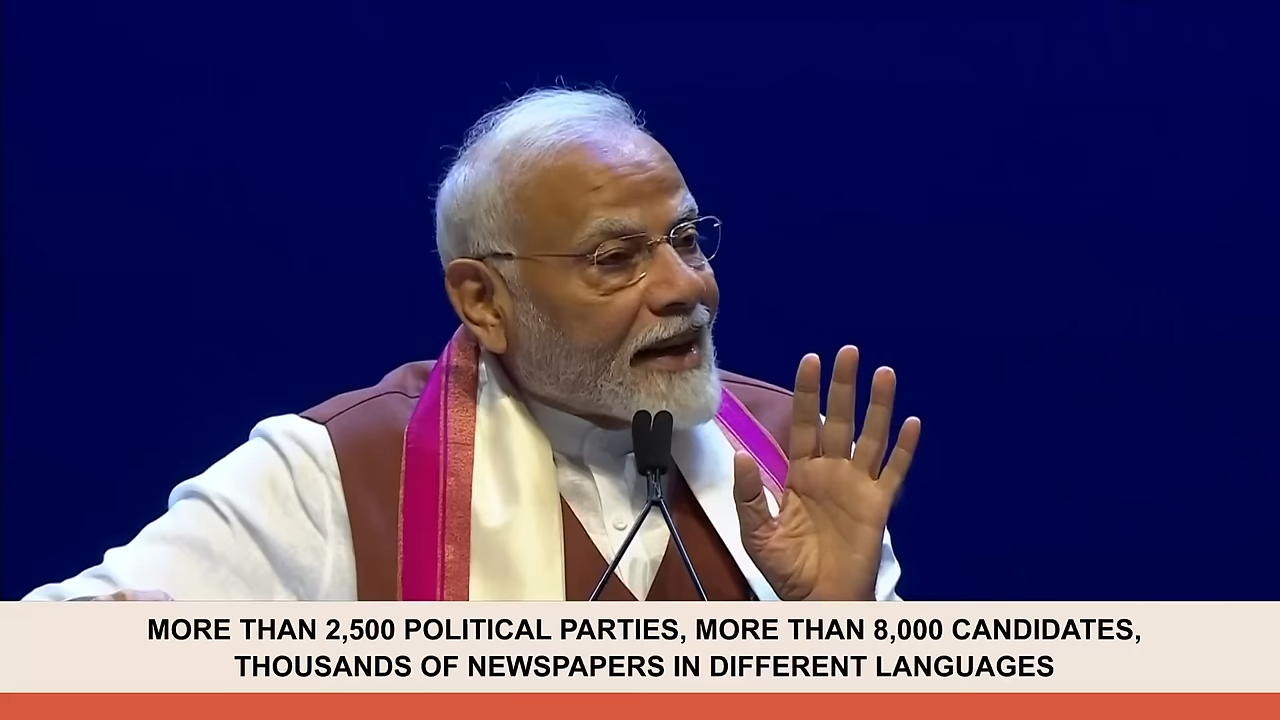 MORE THAN 2,500 POLITICAL PARTIES, MORE THAN 8,000 CANDIDATES,
THOUSANDS OF NEWSPAPERS IN DIFFERENT LANGUAGES